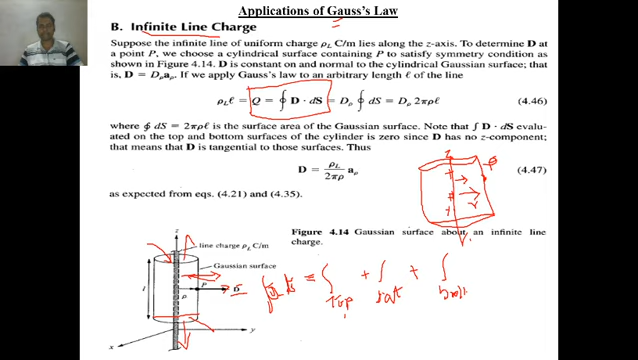 Applications of Gauss's Law
B. Infinite Line Charge
Suppose the infinite line of uniform charge ρL C/m lies along the z-axis. To determine D at
a point P, we choose a cylindrical surface containing P to satisfy symmetry condition as
shown in Figure 4.14. D is constant on and normal to the cylindrical Gaussian surface; that
is, D = Dρaρ. If we apply Gauss's law to an arbitrary length ℓ of the line
ρLℓ = Q = ∮ D · dS = Dρ ∮ dS = Dρ 2πρℓ (4.46)
where ∮ dS = 2πρℓ is the surface area of the Gaussian surface. Note that ∫ D · dS evalu-
ated on the top and bottom surfaces of the cylinder is zero since D has no z-component;
that means that D is tangential to those surfaces. Thus
D = ρL / 2πρ aρ (4.47)
as expected from eqs. (4.21) and (4.35).
Figure 4.14 Gaussian surface about an infinite line
charge.
z
line charge ρL C/m
Gaussian surface
P
D
ρ
ℓ
y
x
z
∫ = ∫ + ∫ + ∫
Top